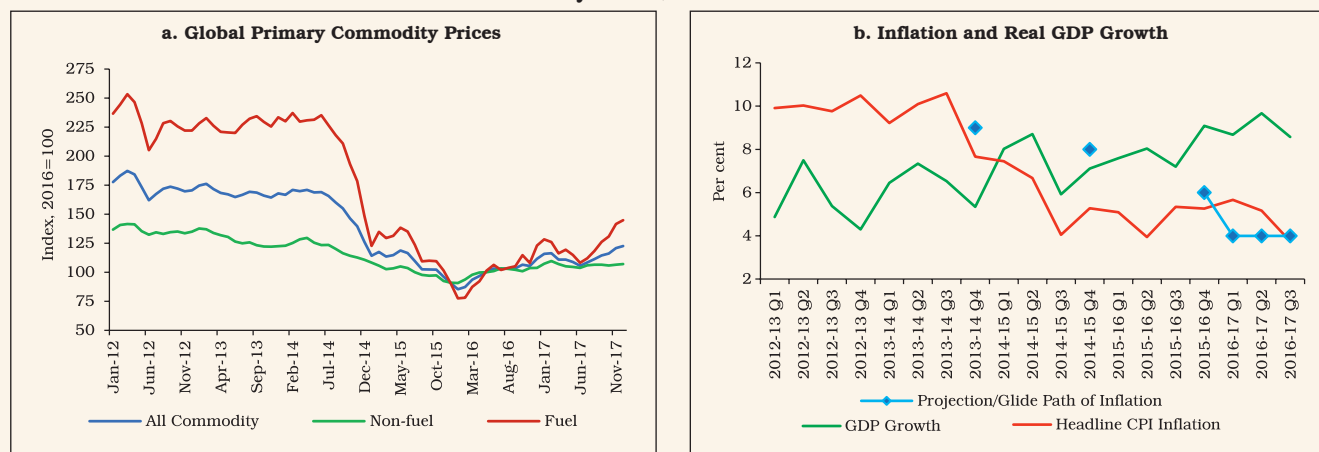 a. Global Primary Commodity Prices
Index, 2016=100
275
250
225
200
175
150
125
100
75
50
Jan-12
Jun-12
Nov-12
Apr-13
Sep-13
Feb-14
Jul-14
Dec-14
May-15
Oct-15
Mar-16
Aug-16
Jan-17
Jun-17
Nov-17
All Commodity
Non-fuel
Fuel
b. Inflation and Real GDP Growth
Per cent
12
10
8
6
4
2
2012-13 Q1
2012-13 Q2
2012-13 Q3
2012-13 Q4
2013-14 Q1
2013-14 Q2
2013-14 Q3
2013-14 Q4
2014-15 Q1
2014-15 Q2
2014-15 Q3
2014-15 Q4
2015-16 Q1
2015-16 Q2
2015-16 Q3
2015-16 Q4
2016-17 Q1
2016-17 Q2
2016-17 Q3
Projection/Glide Path of Inflation
GDP Growth
Headline CPI Inflation